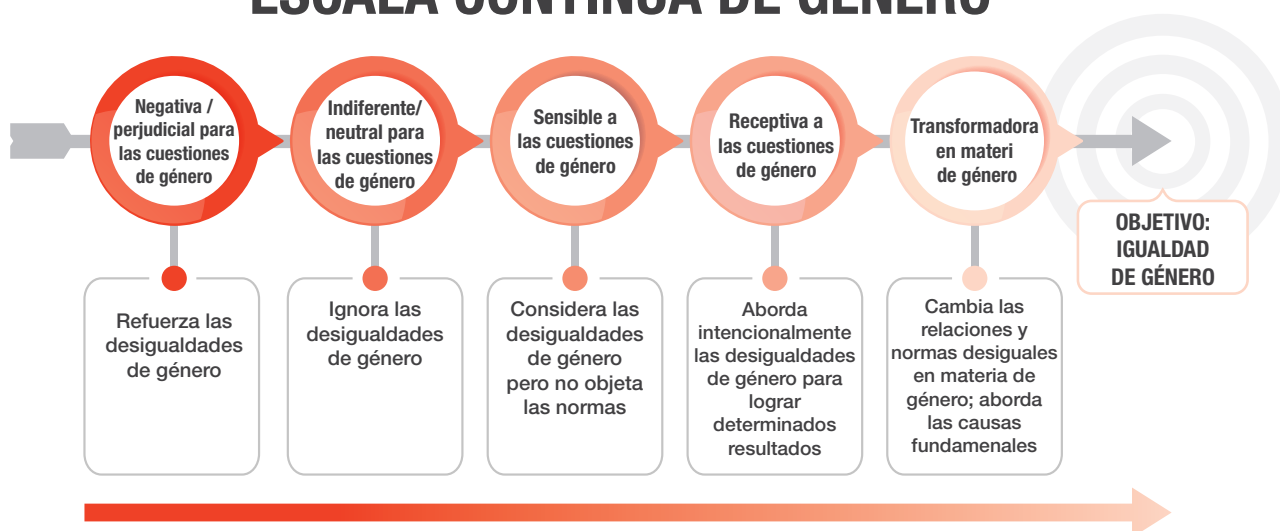 ESCALA CONTINUA DE GÉNERO
Negativa /
perjudicial para
las cuestiones
de género
Indiferente/
neutral para
las cuestiones
de género
Sensible a
las cuestiones
de género
Receptiva a
las cuestiones
de género
Transformadora
en materi
de género
OBJETIVO:
IGUALDAD
DE GÉNERO
Refuerza las
desigualdades
de género
Ignora las
desigualdades
de género
Considera las
desigualdades
de género
pero no objeta
las normas
Aborda
intencionalmente
las desigualdades
de género para
lograr
determinados
resultados
Cambia las
relaciones y
normas desiguales
en materia de
género; aborda
las causas
fundamenales